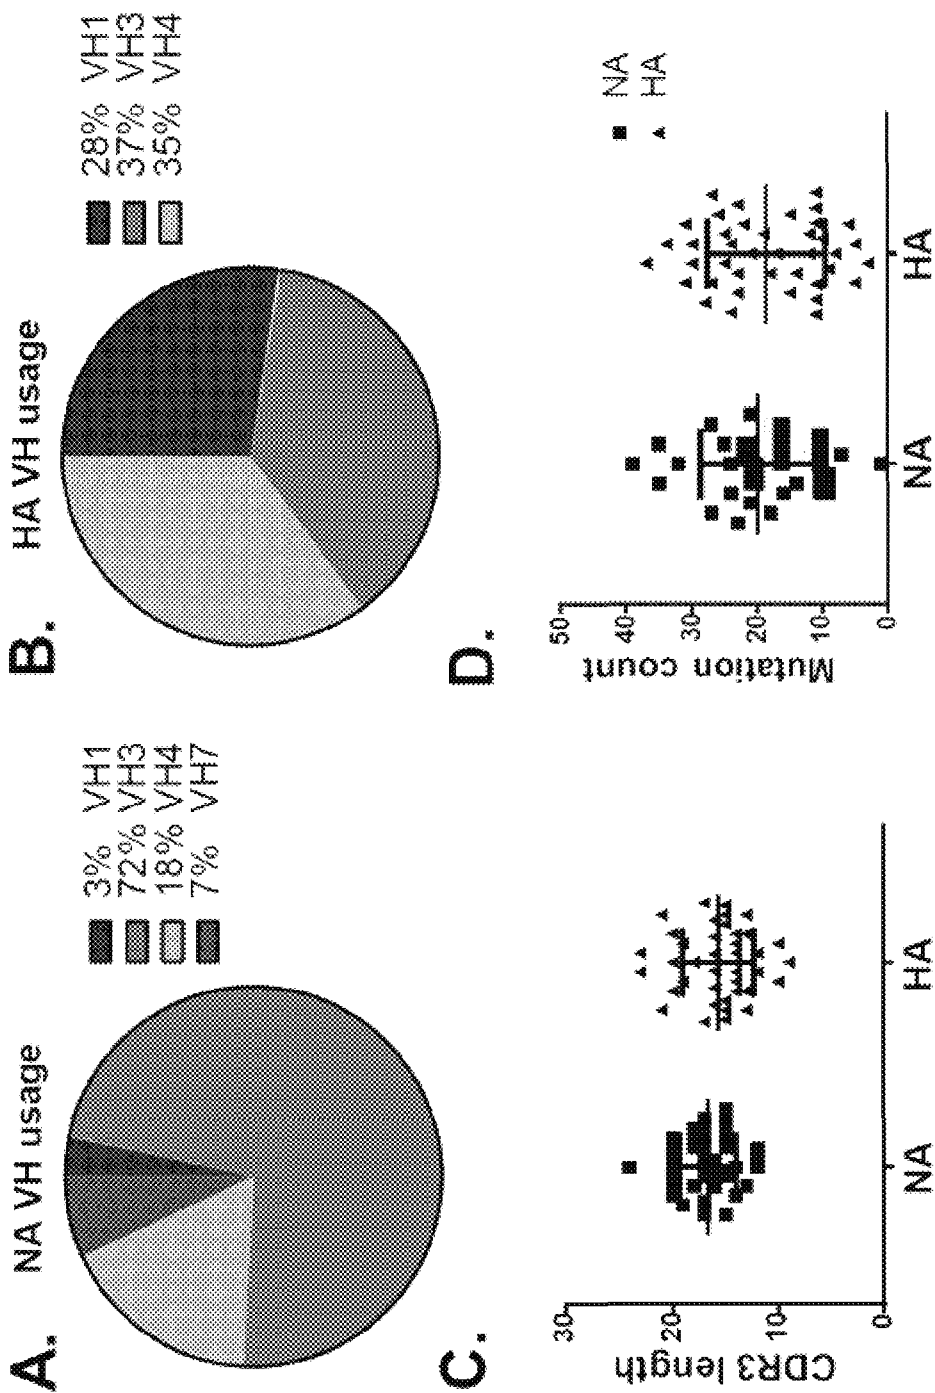 A.
NA VH usage
3% VH1
72% VH3
18% VH4
7% VH7
B.
HA VH usage
28% VH1
37% VH3
35% VH4
C.
CDR3 length
30
20
10
0
NA
HA
D.
Mutation count
50
40
30
20
10
0
NA
HA
NA
HA